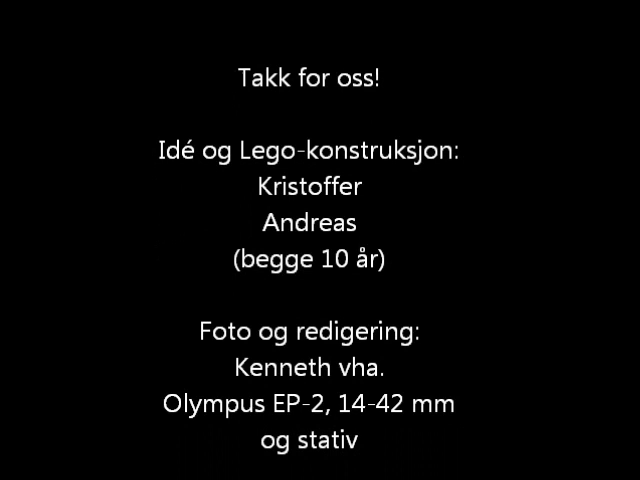 Takk for oss!
Idé og Lego-konstruksjon:
Kristoffer
Andreas
(begge 10 år)
Foto og redigering:
Kenneth vha.
Olympus EP-2, 14-42 mm
og stativ